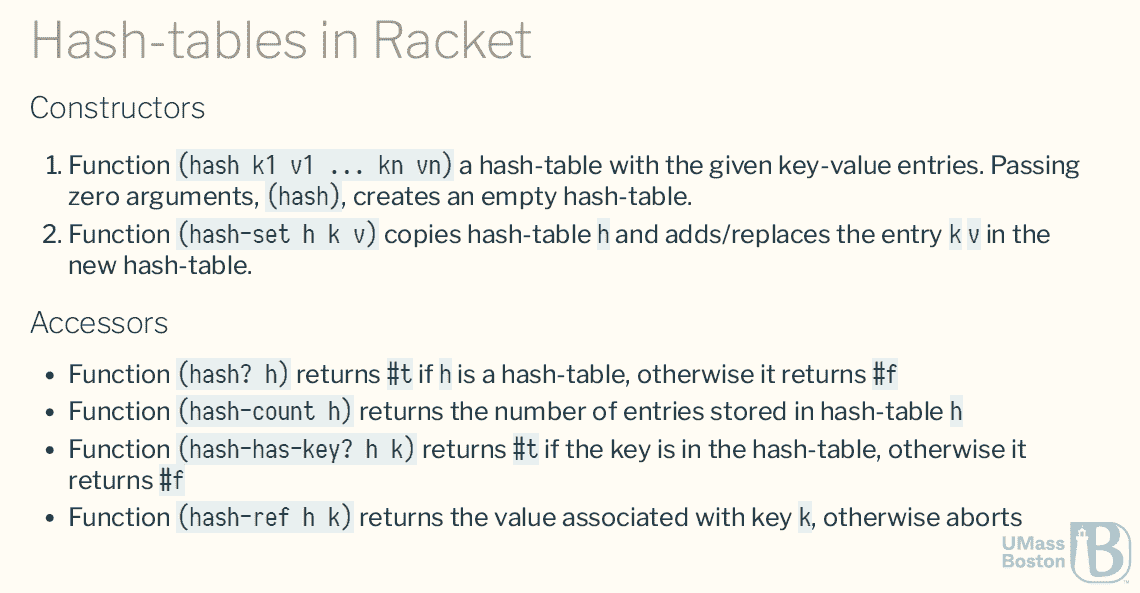 Hash-tables in Racket
Constructors
1. Function (hash k1 v1 ... kn vn) a hash-table with the given key-value entries. Passing
zero arguments, (hash), creates an empty hash-table.
2. Function (hash-set h k v) copies hash-table h and adds/replaces the entry k v in the
new hash-table.
Accessors
• Function (hash? h) returns #t if h is a hash-table, otherwise it returns #f
• Function (hash-count h) returns the number of entries stored in hash-table h
• Function (hash-has-key? h k) returns #t if the key is in the hash-table, otherwise it
returns #f
• Function (hash-ref h k) returns the value associated with key k, otherwise aborts
UMass
Boston
B
™